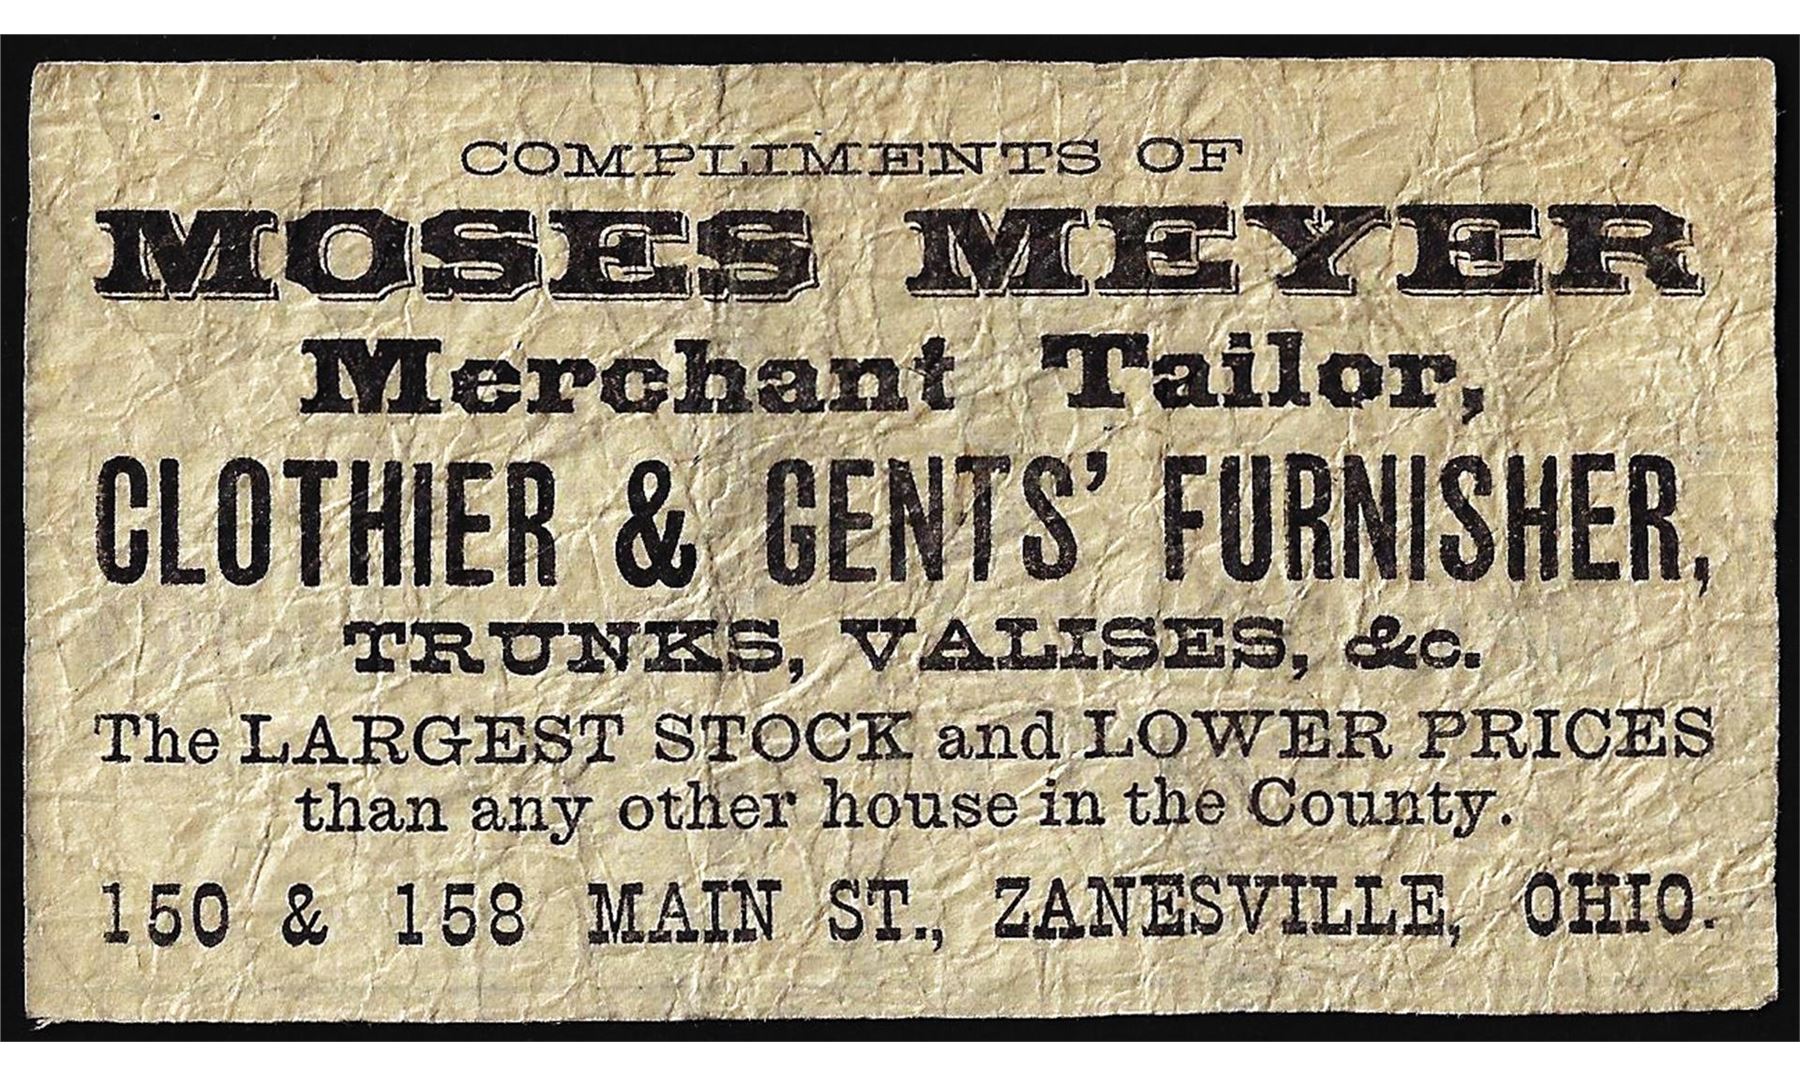 COMPLIMENTS OF
MOSES MEYER
Merchant Tailor,
CLOTHIER & GENTS' FURNISHER,
TRUNKS, VALISES, &c.
The LARGEST STOCK and LOWER PRICES
than any other house in the County.
150 & 158 MAIN ST., ZANESVILLE, OHIO.